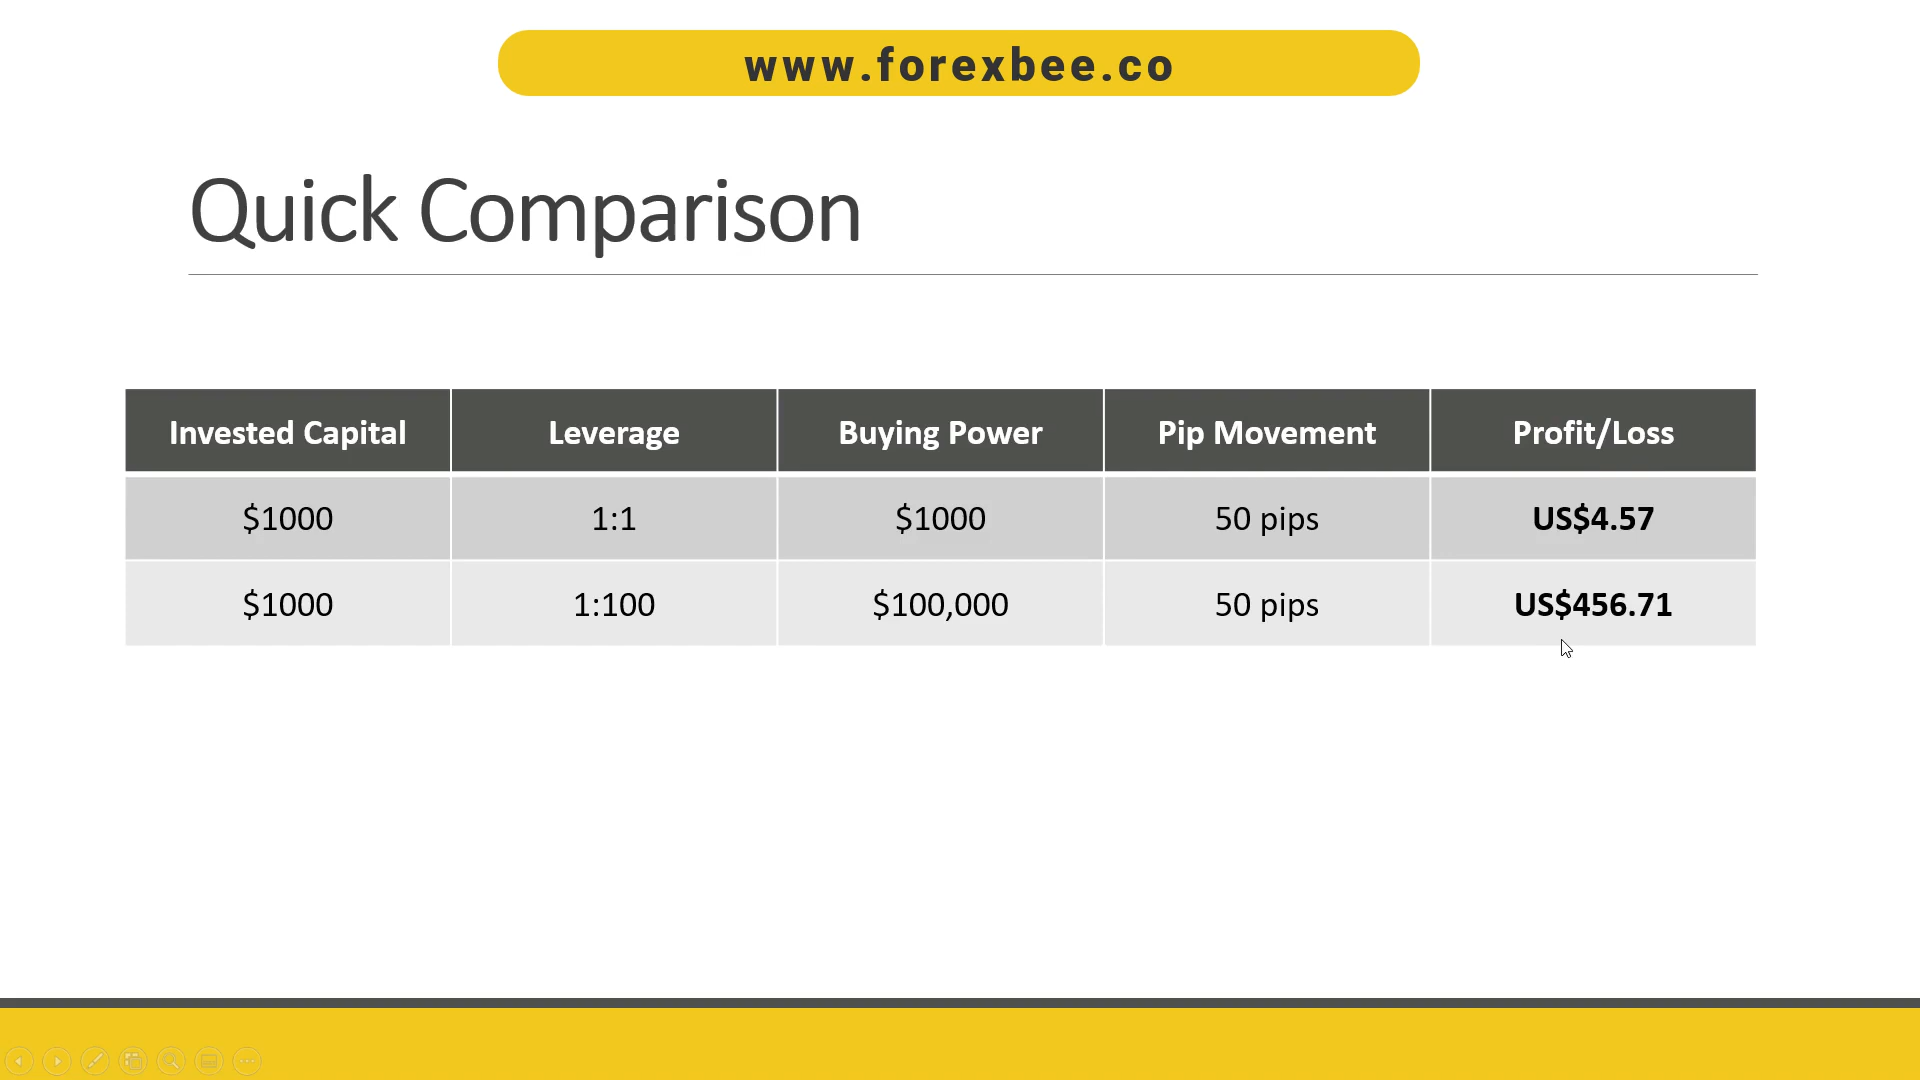 www.forexbee.co
Quick Comparison
Invested Capital Leverage Buying Power Pip Movement Profit/Loss
$1000 1:1 $1000 50 pips US$4.57
$1000 1:100 $100,000 50 pips US$456.71